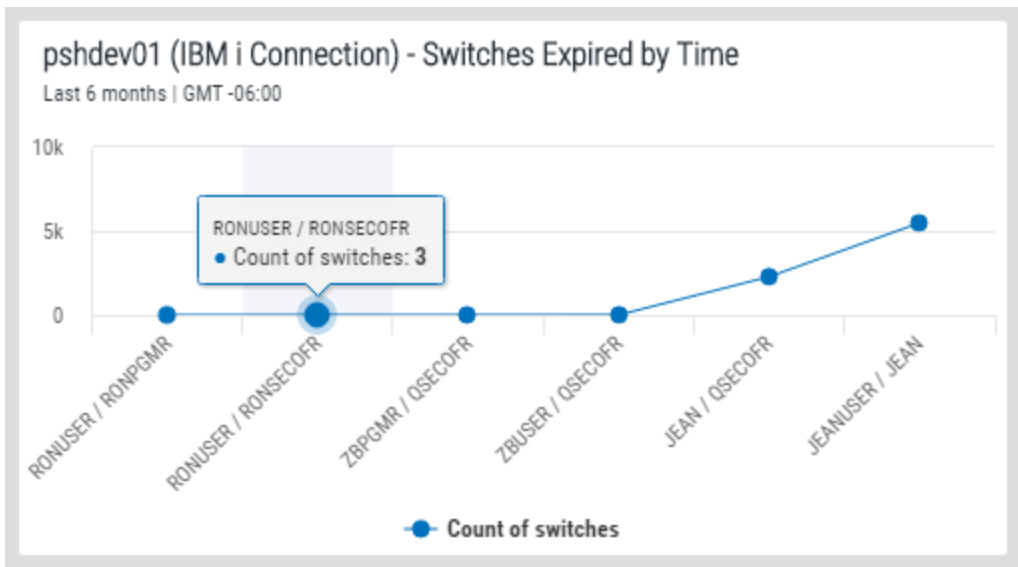 pshdev01 (IBM i Connection) - Switches Expired by Time
Last 6 months | GMT -06:00
10k
5k
0
RONUSER / RONSECOFR
Count of switches: 3
RONUSER / RONPGMR
RONUSER / RONSECOFR
ZBPGMR / QSECOFR
ZBUSER / QSECOFR
JEAN / QSECOFR
JEANUSER / JEAN
Count of switches